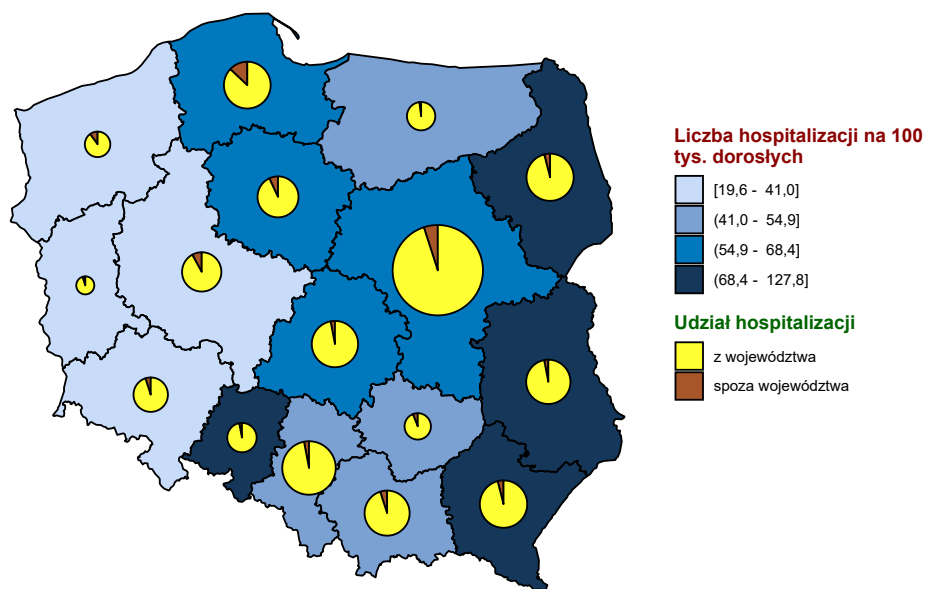 Liczba hospitalizacji na 100
tys. dorosłych
[19,6 - 41,0]
(41,0 - 54,9]
(54,9 - 68,4]
(68,4 - 127,8]
Udział hospitalizacji
z województwa
spoza województwa